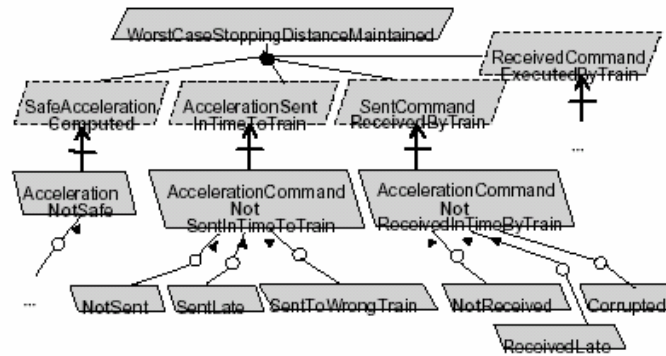 WorstCaseStoppingDistanceMaintained
ReceivedCommand
ExecutedByTrain
SafeAcceleration
Computed
AccelerationSent
InTimeToTrain
SentCommand
ReceivedByTrain
...
Acceleration
NotSafe
AccelerationCommand
Not
SentInTimeToTrain
AccelerationCommand
Not
ReceivedInTimeByTrain
...
NotSent
SentLate
SentToWrongTrain
NotReceived
Corrupted
ReceivedLate